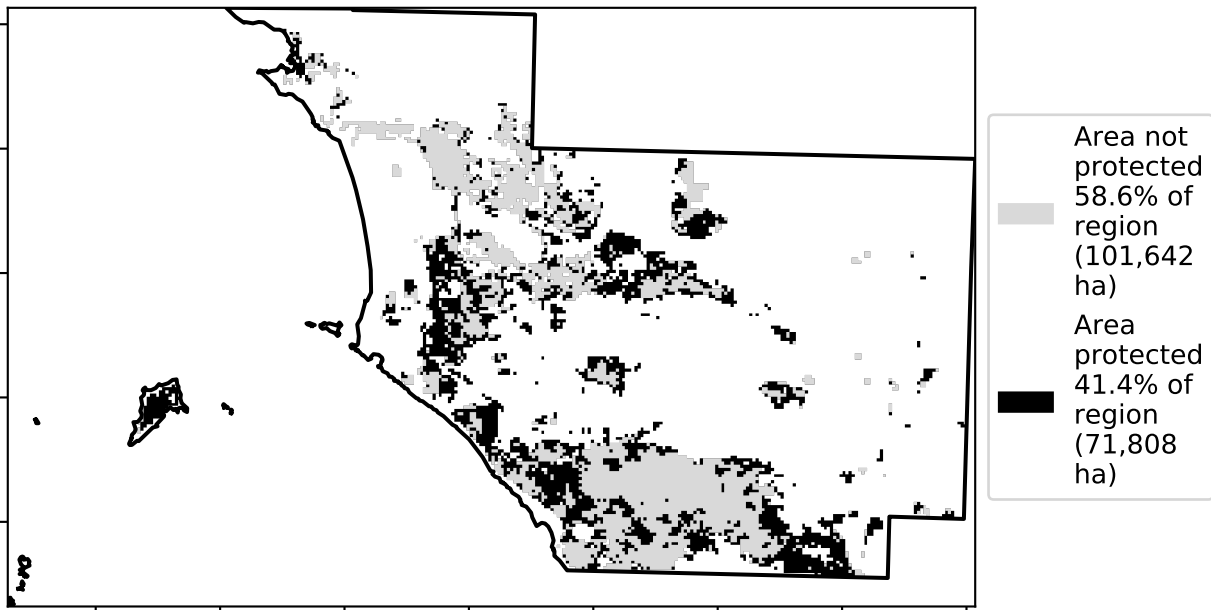 Area not
protected
58.6% of
region
(101,642
ha)
Area
protected
41.4% of
region
(71,808
ha)